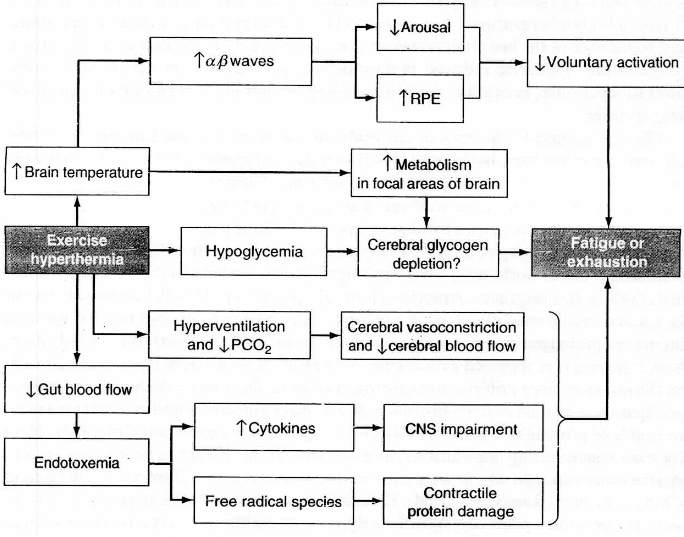 ↓Arousal
↑αβ waves
↓Voluntary activation
↑RPE
↑Brain temperature
↑Metabolism
in focal areas of brain
Exercise
hyperthermia
Hypoglycemia
Cerebral glycogen
depletion?
Fatigue or
exhaustion
Hyperventilation
and ↓PCO₂
Cerebral vasoconstriction
and ↓cerebral blood flow
↓Gut blood flow
↑Cytokines
CNS impairment
Endotoxemia
Free radical species
Contractile
protein damage